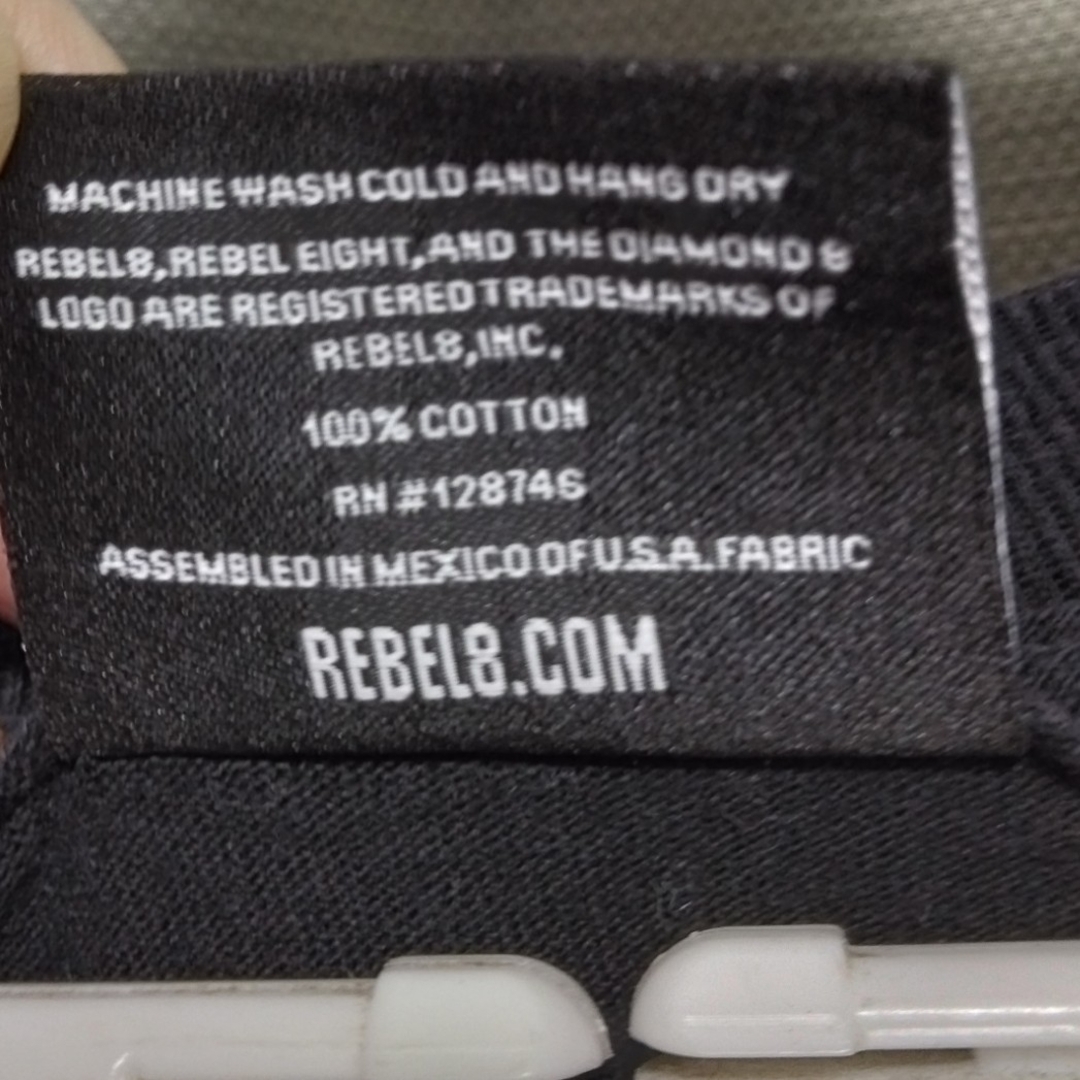 MACHINE WASH COLD AND HANG DRY
REBEL8, REBEL EIGHT, AND THE DIAMOND 8
LOGO ARE REGISTERED TRADEMARKS OF
REBEL8, INC.
100% COTTON
RN #128746
ASSEMBLED IN MEXICO OF U.S.A. FABRIC
REBEL8.COM